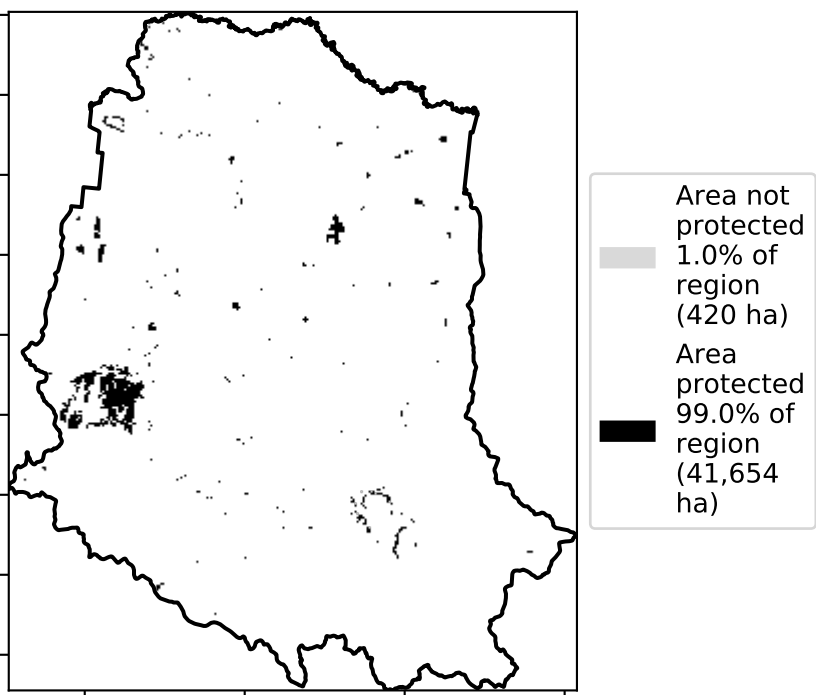 Area not
protected
1.0% of
region
(420 ha)
Area
protected
99.0% of
region
(41,654
ha)